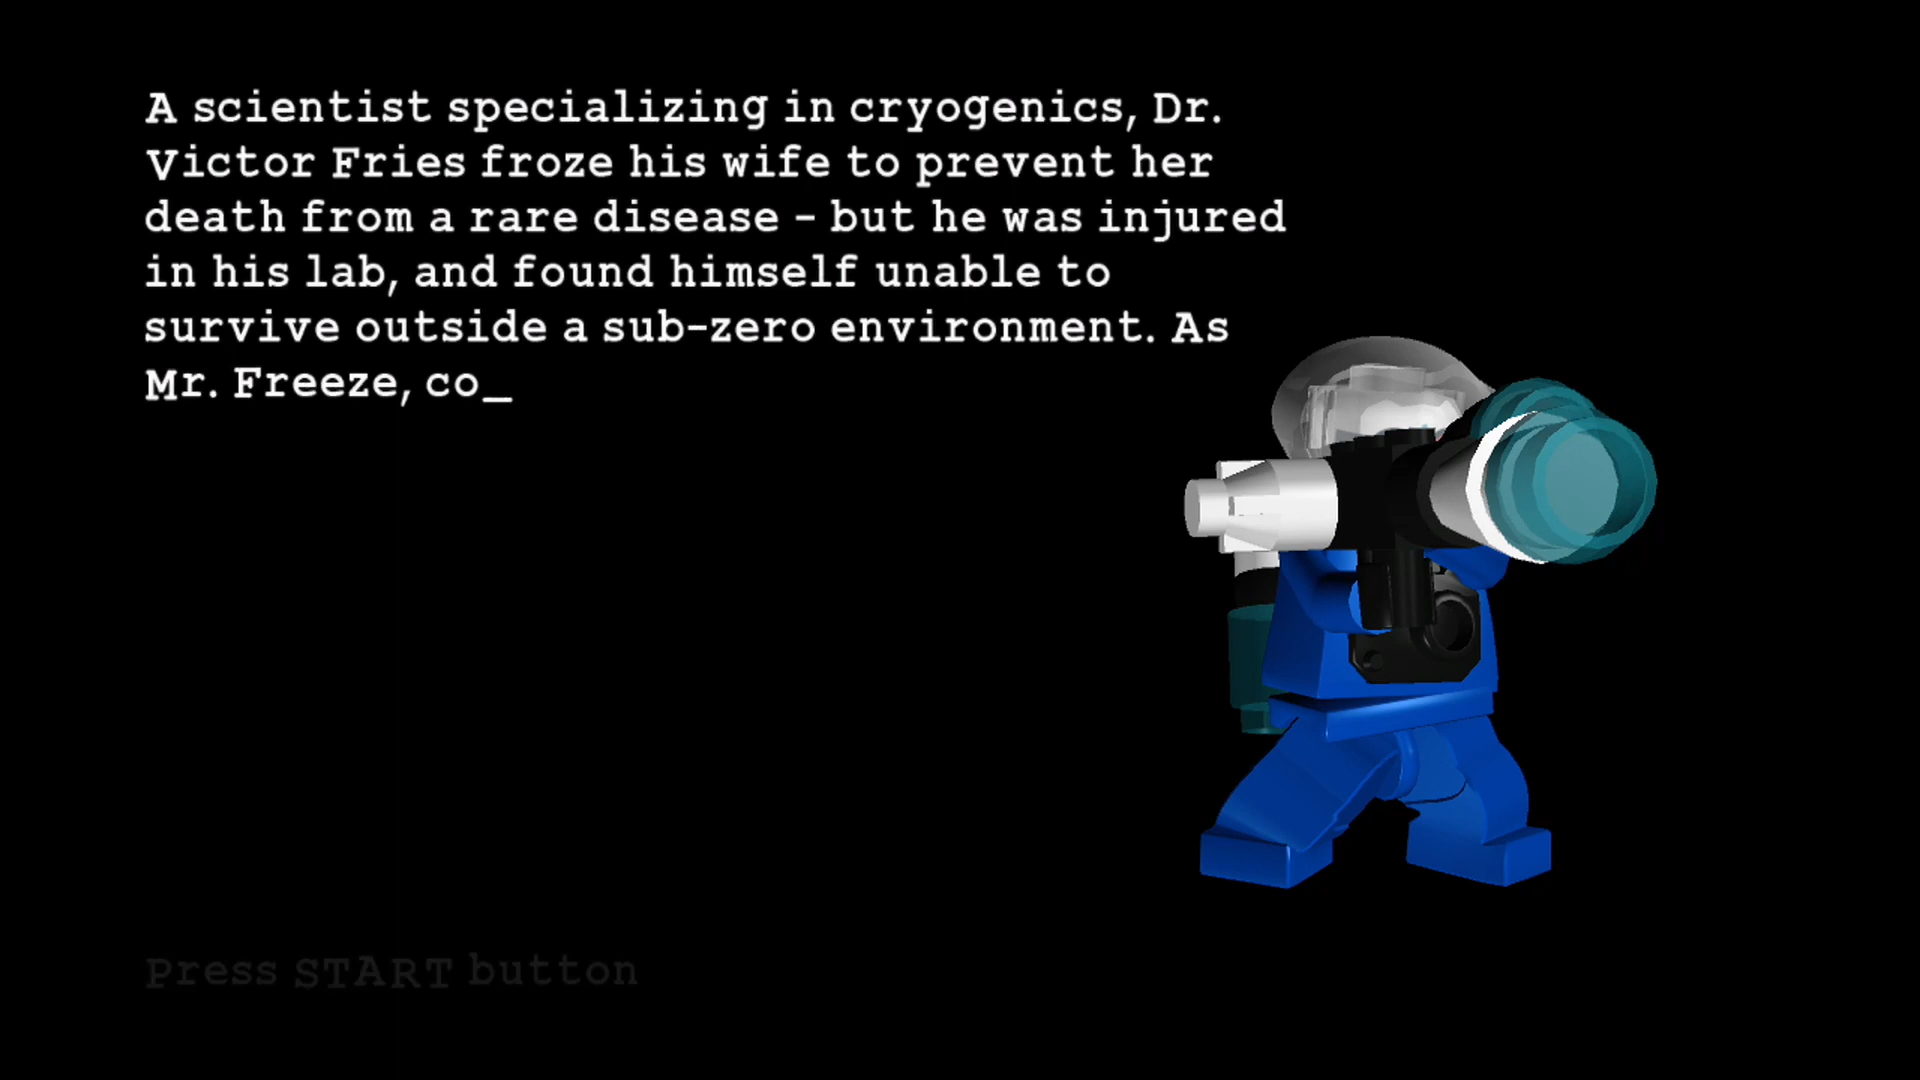 A scientist specializing in cryogenics, Dr.
Victor Fries froze his wife to prevent her
death from a rare disease - but he was injured
in his lab, and found himself unable to
survive outside a sub-zero environment. As
Mr. Freeze, co_
Press START button